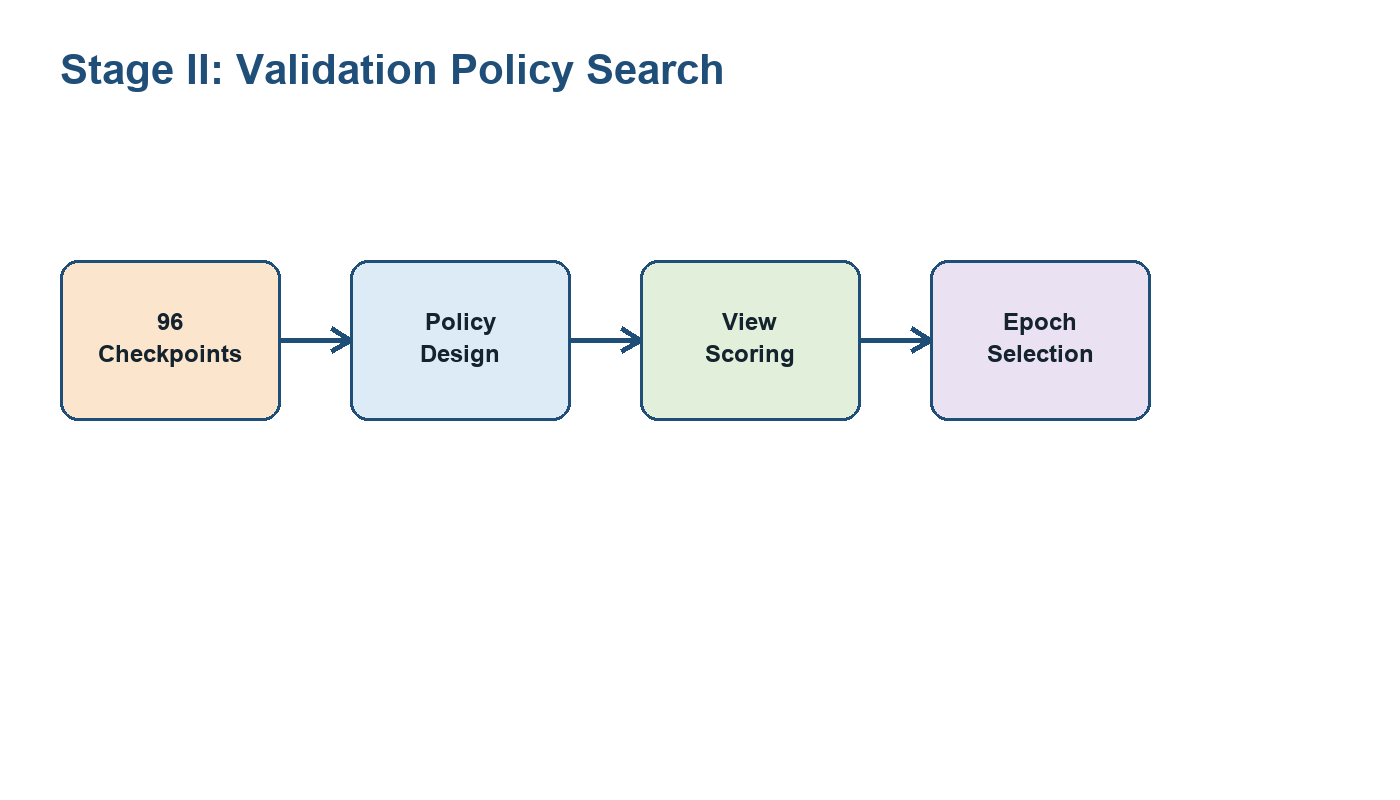 Stage II: Validation Policy Search
96
Checkpoints
Policy
Design
View
Scoring
Epoch
Selection